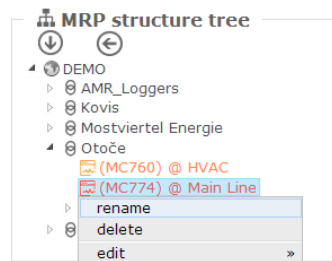 MRP structure tree
DEMO
AMR_Loggers
Kovis
Mostviertel Energie
Otoče
(MC760) @ HVAC
(MC774) @ Main Line
rename
delete
edit »